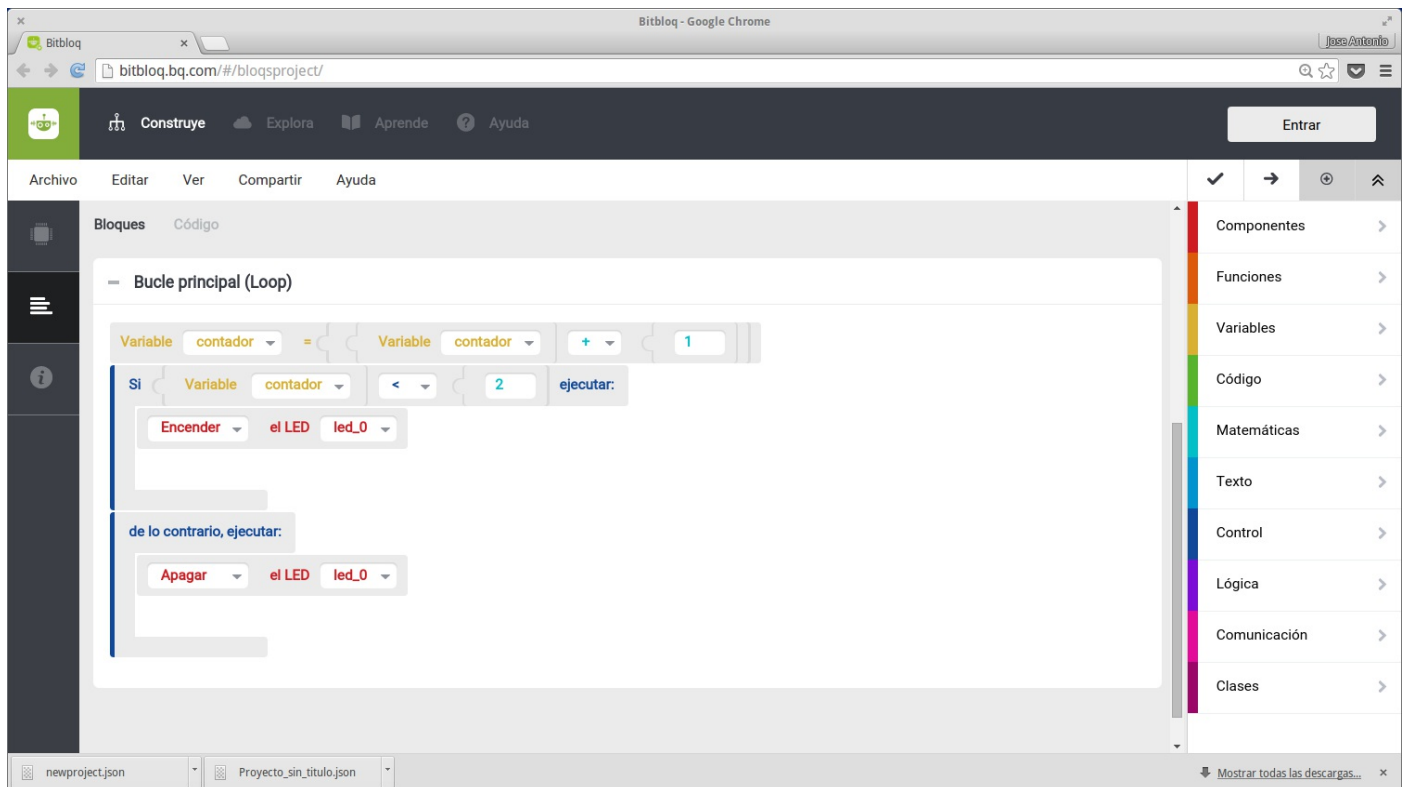 Bitbloq - Google Chrome
Bitbloq
Jose Antonio
bitbloq.bq.com/#/bloqsproject/
Construye Explora Aprende Ayuda
Entrar
Archivo Editar Ver Compartir Ayuda
Bloques Código
Bucle principal (Loop)
Variable contador = Variable contador + 1
Si Variable contador < 2 ejecutar:
Encender el LED led_0
de lo contrario, ejecutar:
Apagar el LED led_0
Componentes
Funciones
Variables
Código
Matemáticas
Texto
Control
Lógica
Comunicación
Clases
newproject.json
Proyecto_sin_titulo.json
Mostrar todas las descargas...